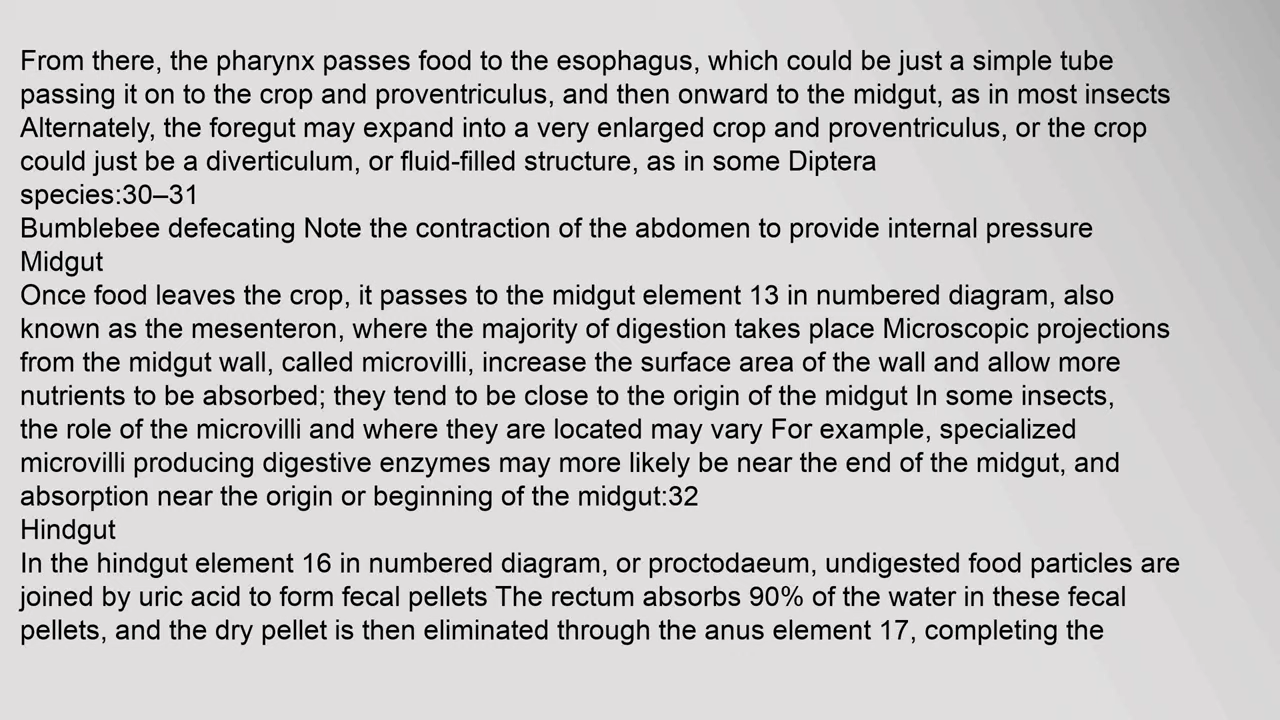 From there, the pharynx passes food to the esophagus, which could be just a simple tube
passing it on to the crop and proventriculus, and then onward to the midgut, as in most insects
Alternately, the foregut may expand into a very enlarged crop and proventriculus, or the crop
could just be a diverticulum, or fluid-filled structure, as in some Diptera
species:30–31
Bumblebee defecating Note the contraction of the abdomen to provide internal pressure
Midgut
Once food leaves the crop, it passes to the midgut element 13 in numbered diagram, also
known as the mesenteron, where the majority of digestion takes place Microscopic projections
from the midgut wall, called microvilli, increase the surface area of the wall and allow more
nutrients to be absorbed; they tend to be close to the origin of the midgut In some insects,
the role of the microvilli and where they are located may vary For example, specialized
microvilli producing digestive enzymes may more likely be near the end of the midgut, and
absorption near the origin or beginning of the midgut:32
Hindgut
In the hindgut element 16 in numbered diagram, or proctodaeum, undigested food particles are
joined by uric acid to form fecal pellets The rectum absorbs 90% of the water in these fecal
pellets, and the dry pellet is then eliminated through the anus element 17, completing the